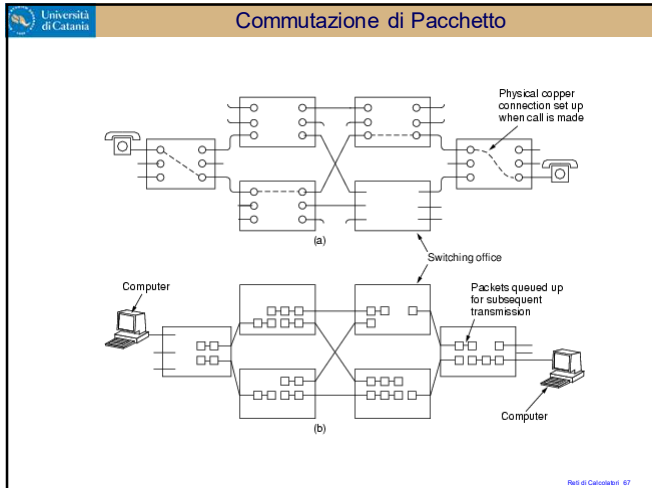 Università
di Catania
Commutazione di Pacchetto
Physical copper
connection set up
when call is made
(a)
Switching office
Computer
Packets queued up
for subsequent
transmission
Computer
(b)
Reti di Calcolatori 67